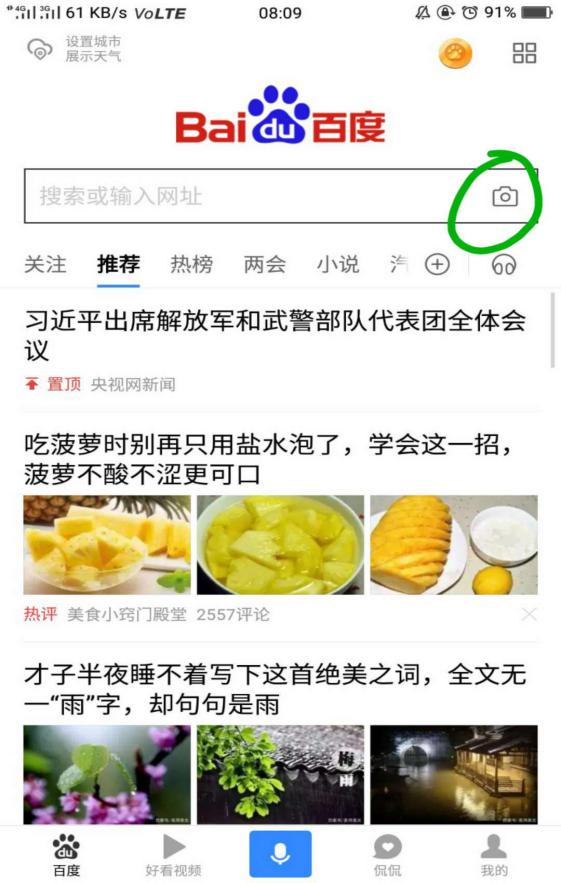 4G 3G 61 KB/s VoLTE 08:09 91%
设置城市
展示天气
Bai du 百度
搜索或输入网址
关注 推荐 热榜 两会 小说 汽
习近平出席解放军和武警部队代表团全体会
议
置顶 央视网新闻
吃菠萝时别再只用盐水泡了，学会这一招，
菠萝不酸不涩更可口
热评 美食小窍门殿堂 2557评论
才子半夜睡不着写下这首绝美之词，全文无
一“雨”字，却句句是雨
梅雨
du
百度 好看视频 侃侃 我的